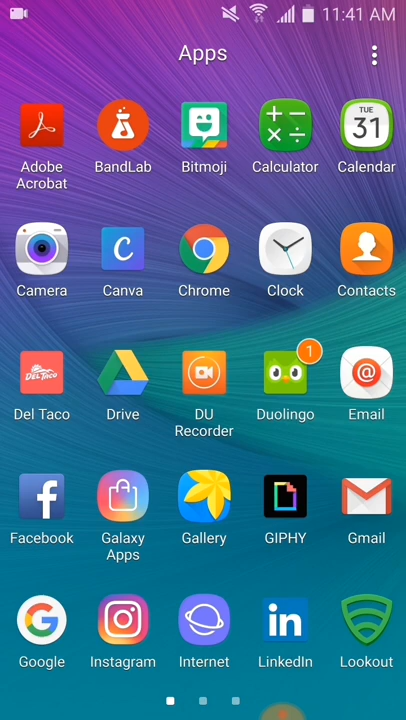 11:41 AM
Apps
TUE
31
Adobe
Acrobat
BandLab
Bitmoji
Calculator
Calendar
C
Camera
Canva
Chrome
Clock
Contacts
DEL TACO
1
@
Del Taco
Drive
DU
Recorder
Duolingo
Email
f
Facebook
Galaxy
Apps
Gallery
GIPHY
Gmail
G
in
Google
Instagram
Internet
LinkedIn
Lookout